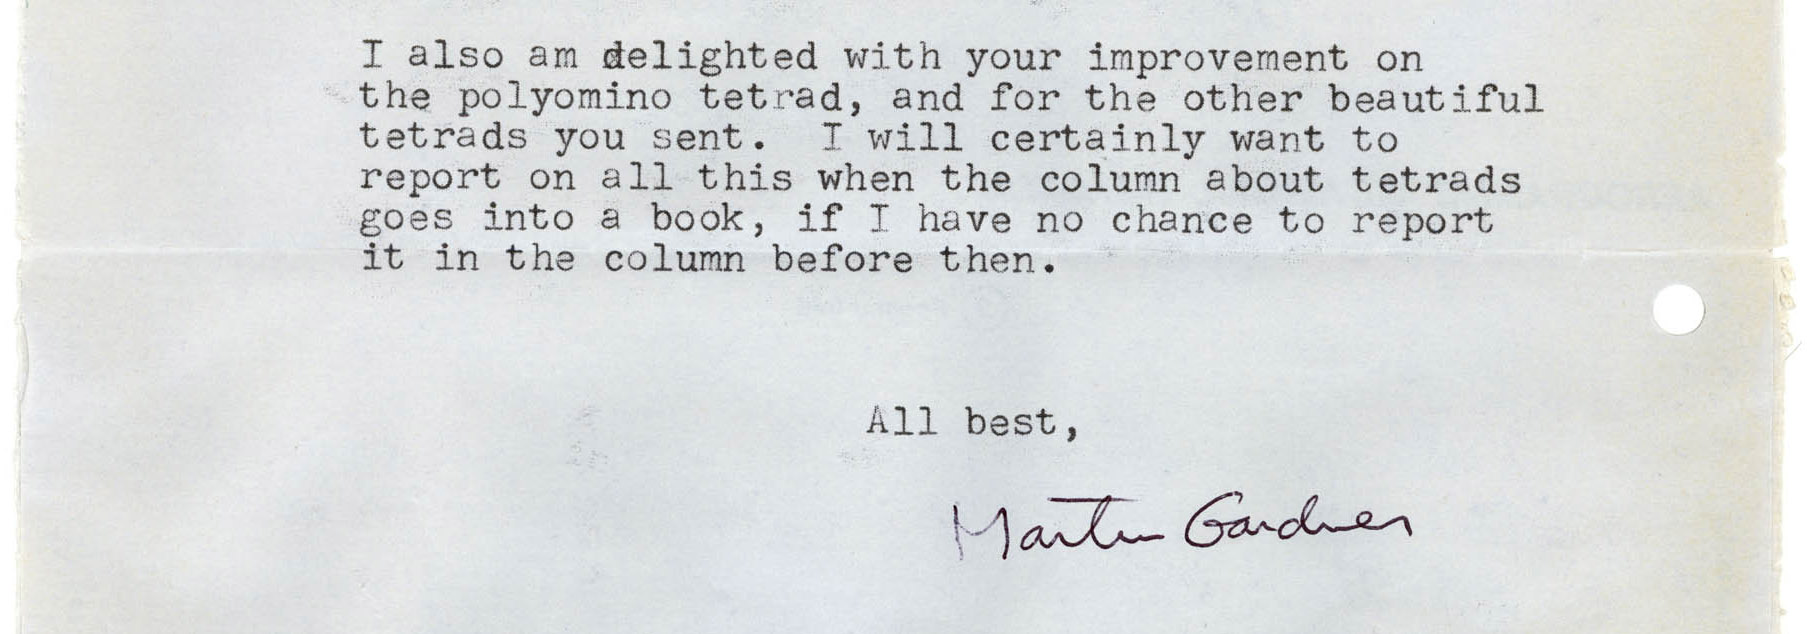 I also am delighted with your improvement on
the polyomino tetrad, and for the other beautiful
tetrads you sent.  I will certainly want to
report on all this when the column about tetrads
goes into a book, if I have no chance to report
it in the column before then.
All best,
Martin Gardner